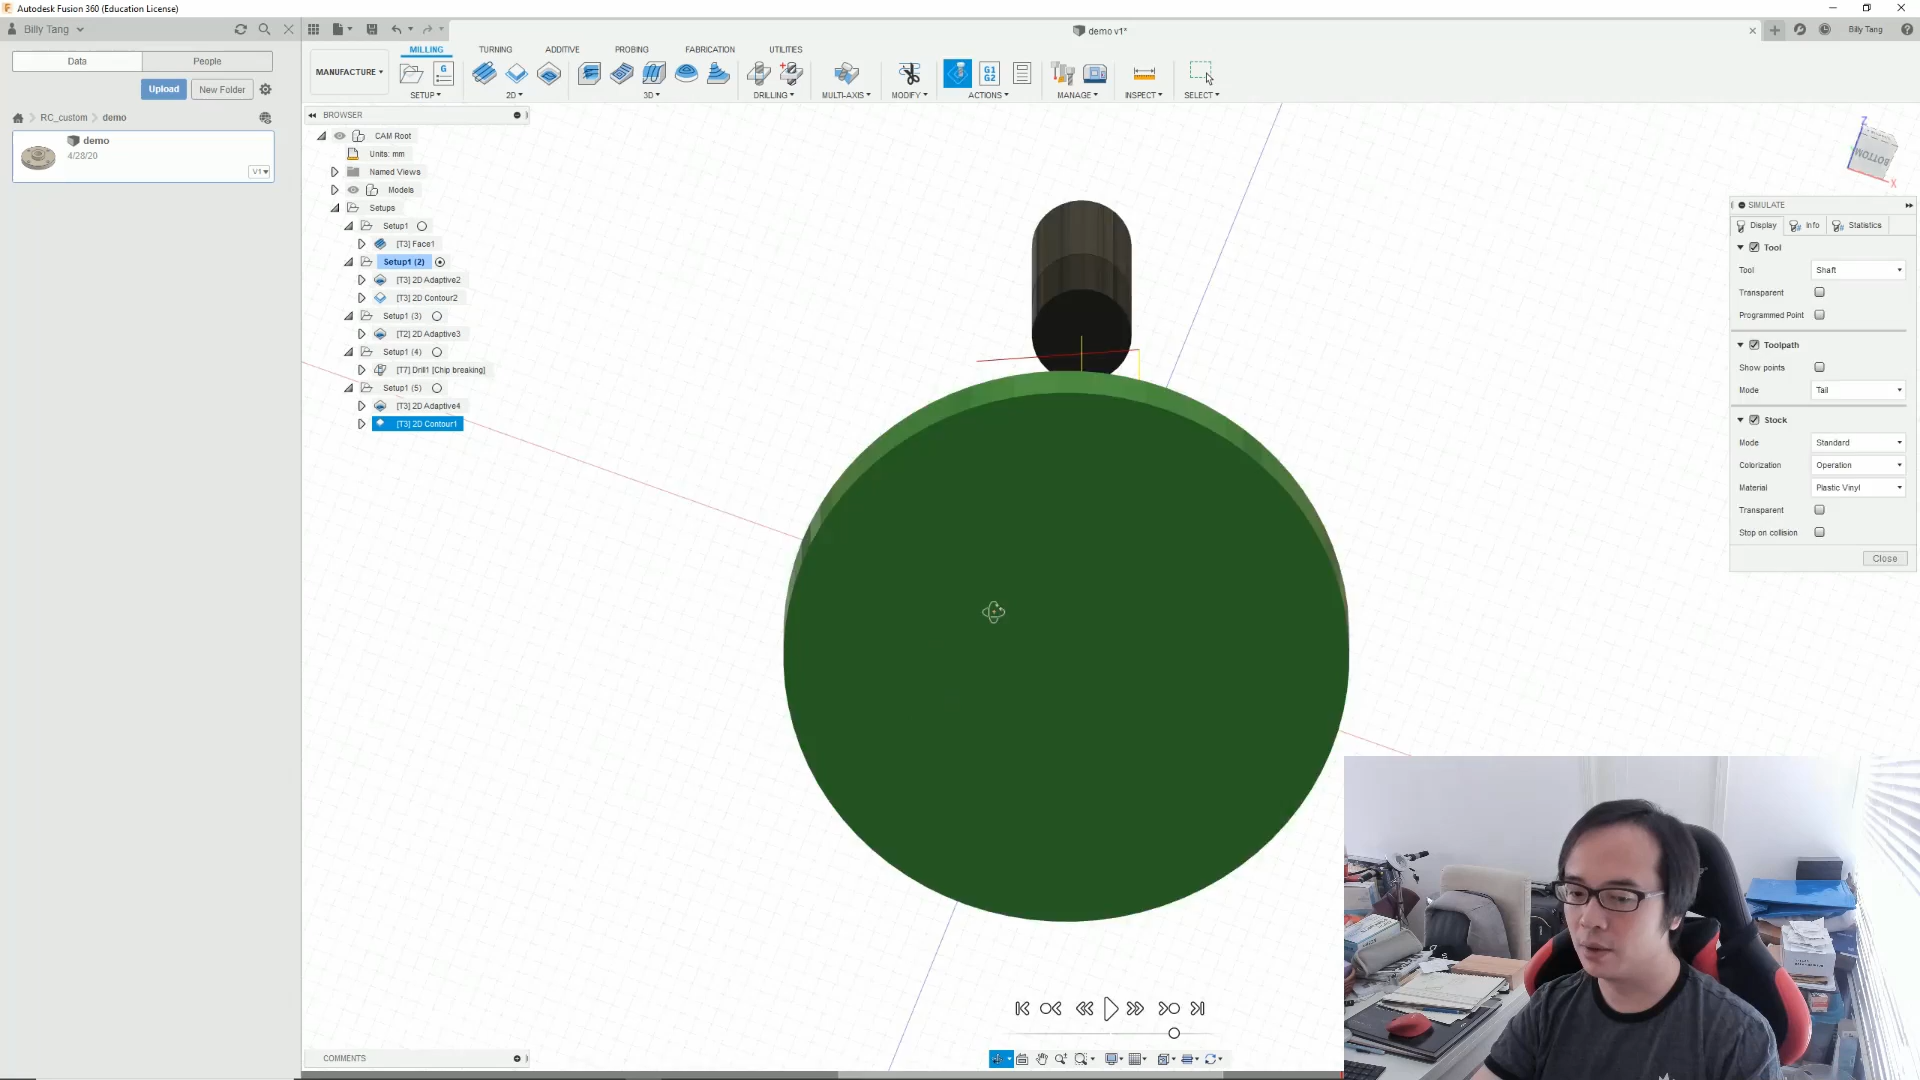 Autodesk Fusion 360 (Education License)
Billy Tang
demo v1*
Billy Tang
Data
People
Upload
New Folder
RC_custom
demo
demo
4/28/20
V1
MANUFACTURE
MILLING
TURNING
ADDITIVE
PROBING
FABRICATION
UTILITIES
G
G1
G2
SETUP
2D
3D
DRILLING
MULTI-AXIS
MODIFY
ACTIONS
MANAGE
INSPECT
SELECT
BROWSER
CAM Root
Units: mm
Named Views
Models
Setups
Setup1
[T3] Face1
Setup1 (2)
[T3] 2D Adaptive2
[T3] 2D Contour2
Setup1 (3)
[T2] 2D Adaptive3
Setup1 (4)
[T7] Drill1 [Chip breaking]
Setup1 (5)
[T3] 2D Adaptive4
[T3] 2D Contour1
Z
BOTTOM
X
SIMULATE
Display
Info
Statistics
Tool
Tool
Shaft
Transparent
Programmed Point
Toolpath
Show points
Mode
Tail
Stock
Mode
Standard
Colorization
Operation
Material
Plastic Vinyl
Transparent
Stop on collision
Close
COMMENTS